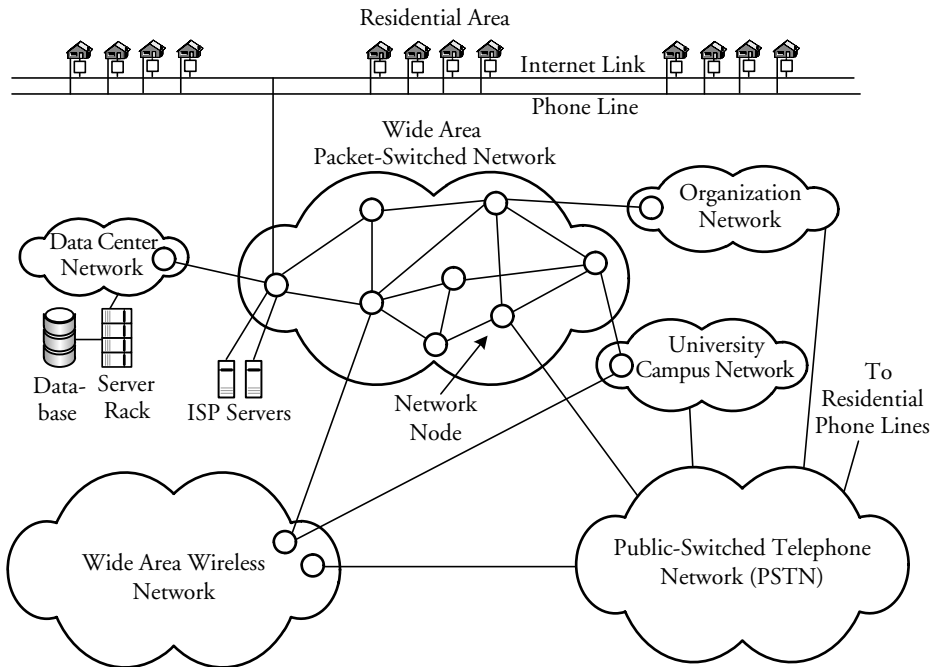 Residential Area
Internet Link
Phone Line
Wide Area
Packet-Switched Network
Organization
Network
Data Center
Network
University
Campus Network
Data-
base
Server
Rack
ISP Servers
Network
Node
To
Residential
Phone Lines
Wide Area Wireless
Network
Public-Switched Telephone
Network (PSTN)